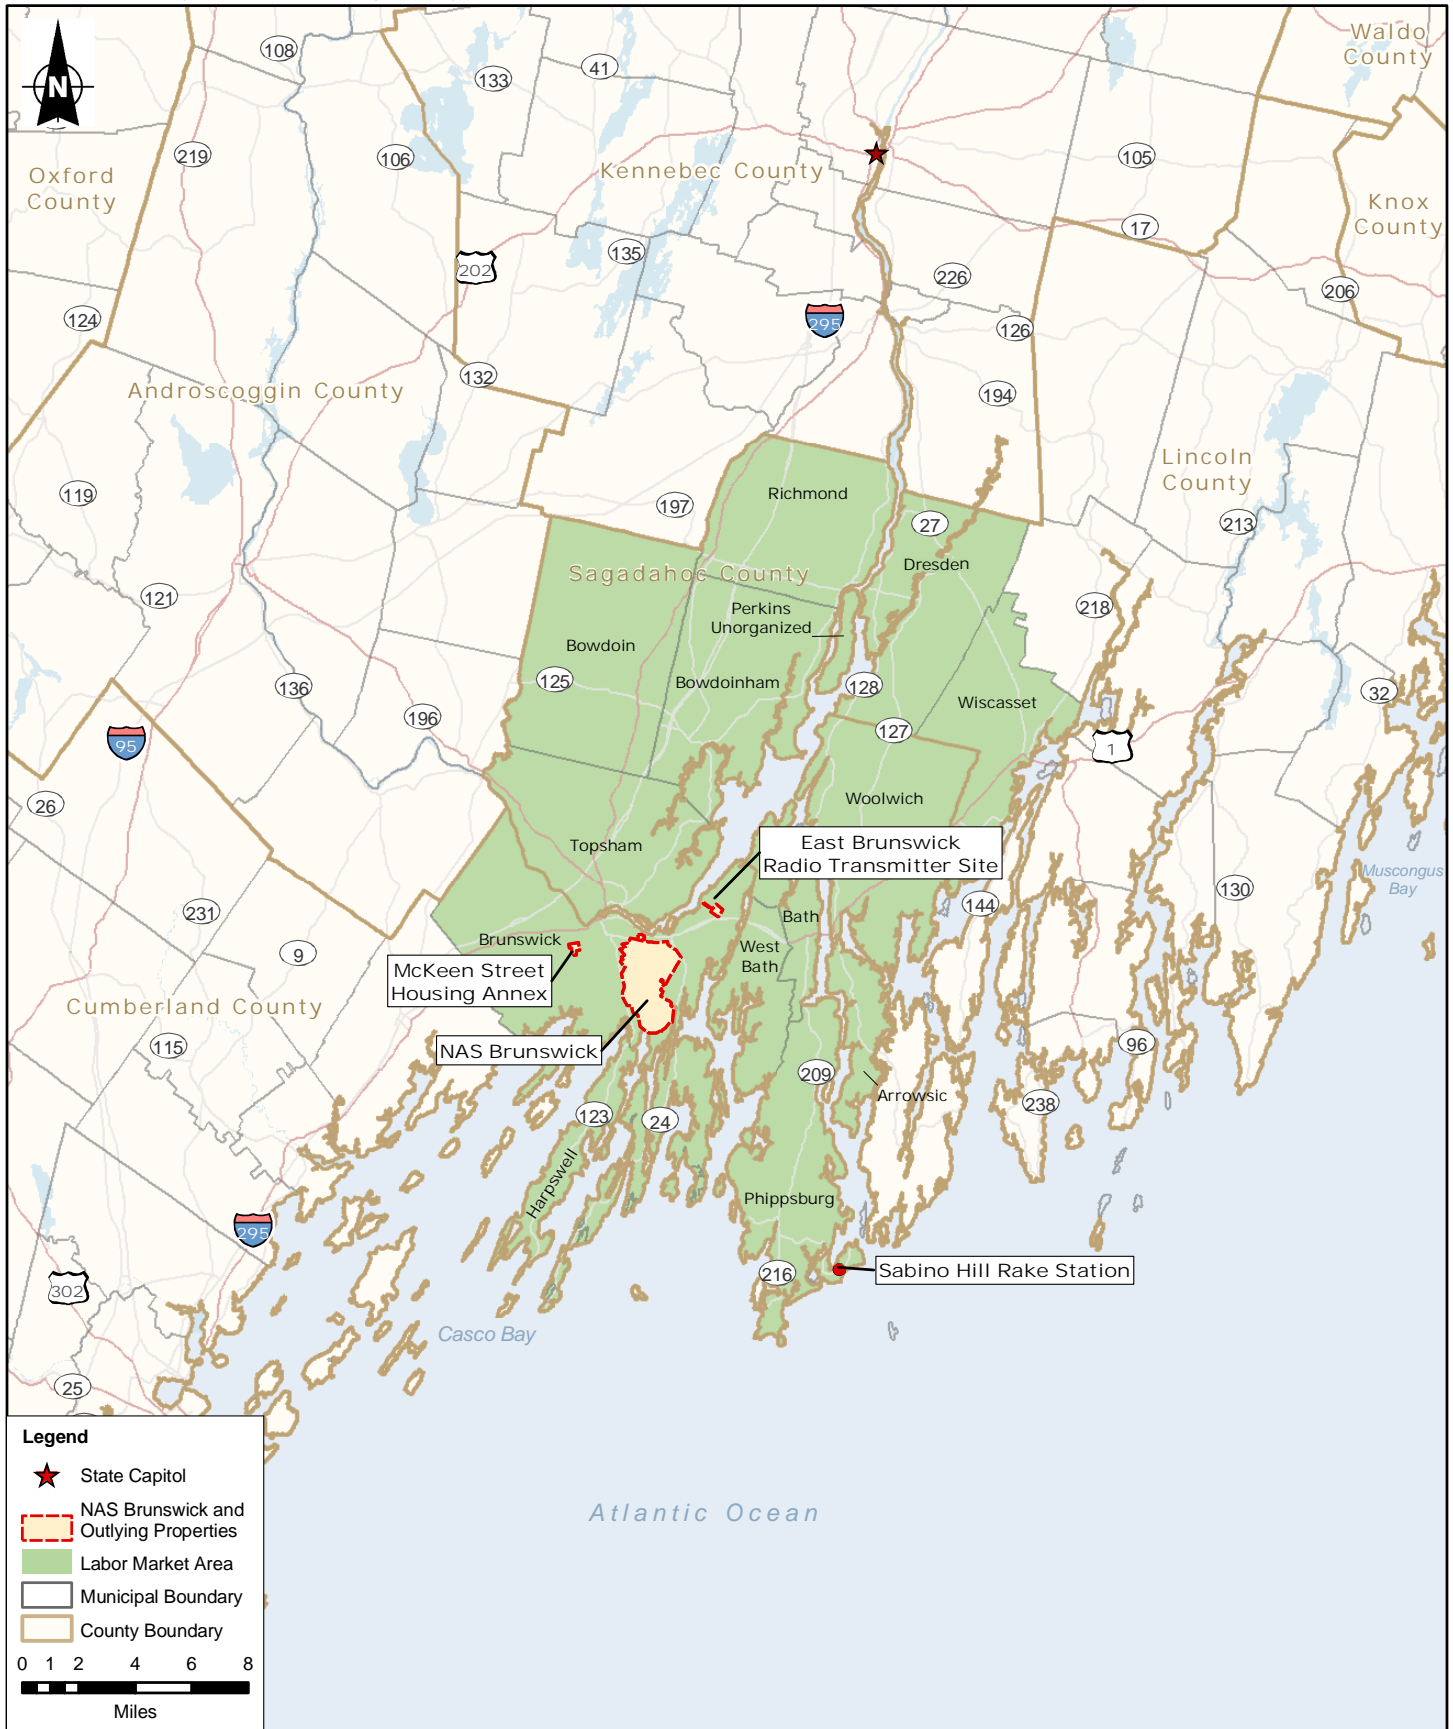 N
108
133
41
Waldo
County
219
106
Oxford
County
Kennebec County
105
Knox
County
17
135
202
226
206
124
295
126
132
194
Androscoggin County
Lincoln
County
119
197
Richmond
213
27
Dresden
Sagadahoc County
121
Perkins
Unorganized
218
Bowdoin
125
Bowdoinham
128
136
Wiscasset
32
196
127
95
1
26
Woolwich
Topsham
East Brunswick
Radio Transmitter Site
Muscongus
Bay
130
144
231
Bath
Brunswick
West
Bath
9
McKeen Street
Housing Annex
Cumberland County
115
NAS Brunswick
96
209
Arrowsic
238
123
24
Harpswell
Phippsburg
295
216
Sabino Hill Rake Station
302
Casco Bay
25
Atlantic Ocean
Legend
State Capitol
NAS Brunswick and
Outlying Properties
Labor Market Area
Municipal Boundary
County Boundary
0 1 2 4 6 8
Miles